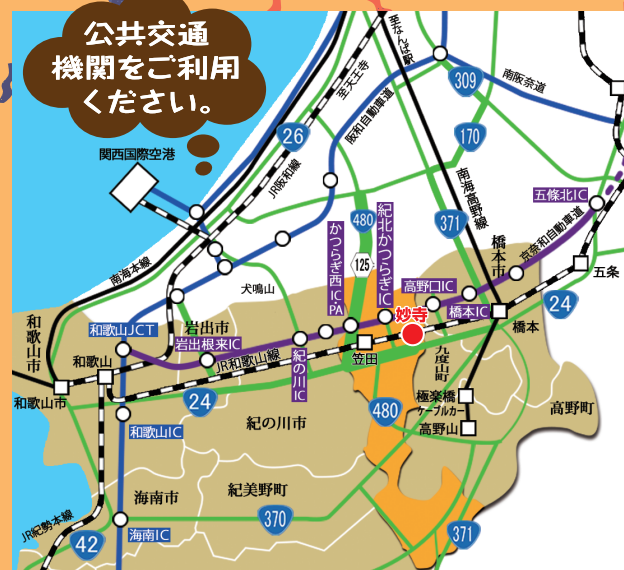 公共交通
機関をご利用
ください。
至なんば駅
至天王寺
南阪奈道
309
26
阪和自動車道
170
関西国際空港
JR阪和線
南海高野線
五條北IC
480
紀北かつらぎIC
371
かつらぎ西IC・PA
125
京奈和自動車道
橋本市
南海本線
犬鳴山
高野口IC
五条
24
妙寺
橋本IC
橋本
和歌山市
和歌山JCT
岩出市
岩出根来IC
JR和歌山線
紀の川IC
笠田
九度山町
和歌山
和歌山市
24
480
極楽橋
ケーブルカー
高野山
高野町
和歌山IC
紀の川市
海南市
紀美野町
370
371
JR紀勢本線
42
海南IC